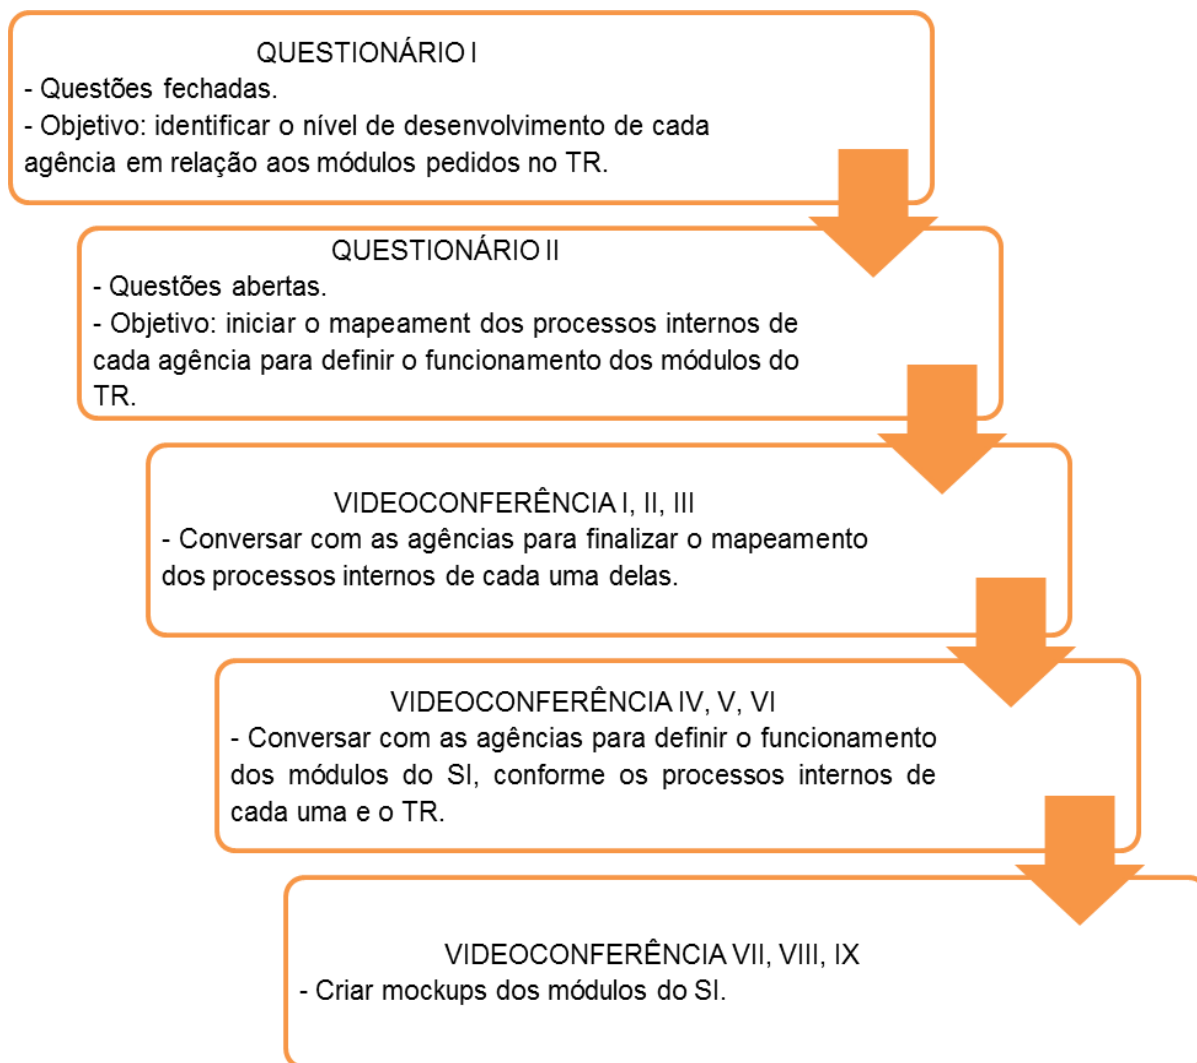 QUESTIONÁRIO I
- Questões fechadas.
- Objetivo: identificar o nível de desenvolvimento de cada
agência em relação aos módulos pedidos no TR.
QUESTIONÁRIO II
- Questões abertas.
- Objetivo: iniciar o mapeament dos processos internos de
cada agência para definir o funcionamento dos módulos do
TR.
VIDEOCONFERÊNCIA I, II, III
- Conversar com as agências para finalizar o mapeamento
dos processos internos de cada uma delas.
VIDEOCONFERÊNCIA IV, V, VI
- Conversar com as agências para definir o funcionamento
dos módulos do SI, conforme os processos internos de
cada uma e o TR.
VIDEOCONFERÊNCIA VII, VIII, IX
- Criar mockups dos módulos do SI.